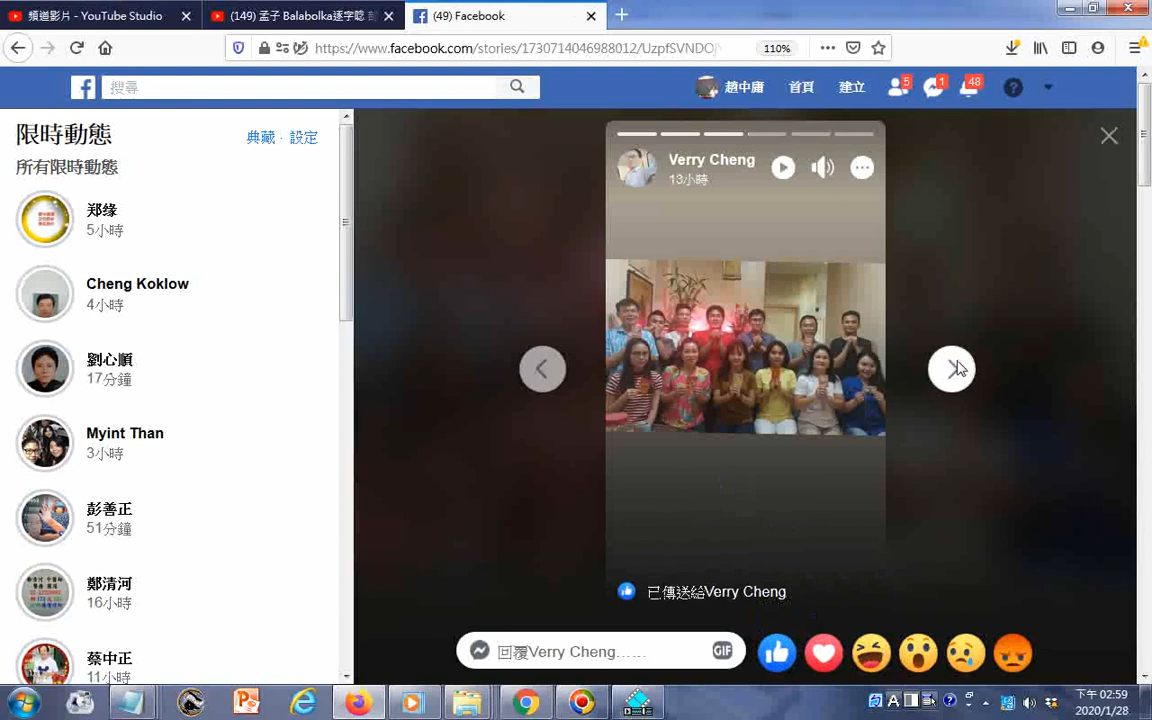 頻道影片 - YouTube Studio
(149) 孟子 Balabolka逐字唸
(49) Facebook
https://www.facebook.com/stories/1730714046988012/UzpfSVNDO
110%
搜尋
趙中庸
首頁
建立
5
1
48
限時動態
典藏 · 設定
所有限時動態
郑缘
5小時
Cheng Koklow
4小時
劉心順
17分鐘
Myint Than
3小時
彭善正
51分鐘
鄭清河
16小時
蔡中正
11小時
Verry Cheng
13小時
已傳送給Verry Cheng
回覆Verry Cheng……
GIF
下午 02:59
2020/1/28